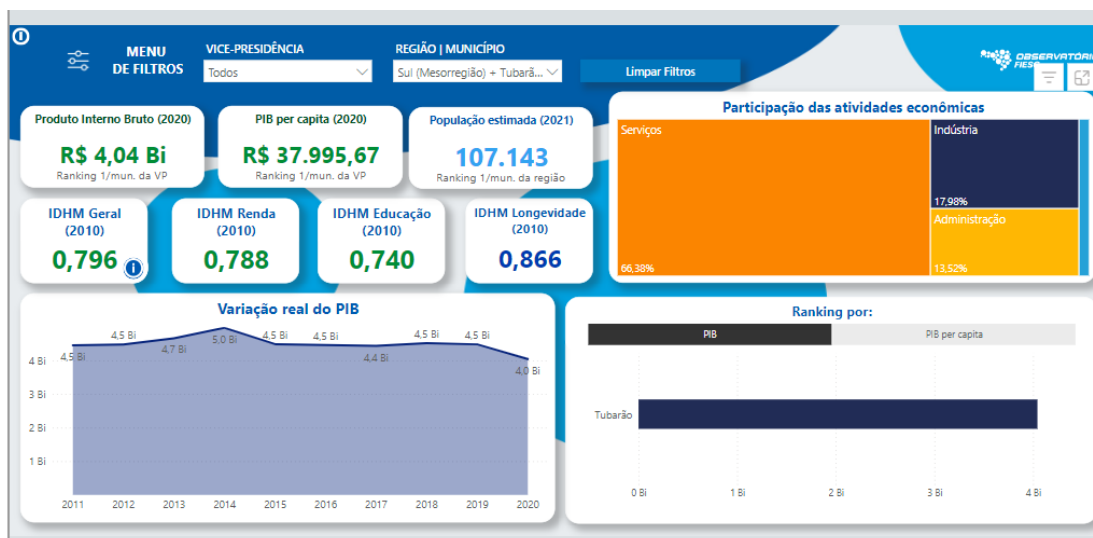 MENU
DE FILTROS
VICE-PRESIDÊNCIA
Todos
REGIÃO | MUNICÍPIO
Sul (Mesorregião) + Tubarã...
Limpar Filtros
OBSERVATÓRI
FIESC
Produto Interno Bruto (2020)
R$ 4,04 Bi
Ranking 1/mun. da VP
PIB per capita (2020)
R$ 37.995,67
Ranking 1/mun. da VP
População estimada (2021)
107.143
Ranking 1/mun. da região
Participação das atividades econômicas
Serviços
66,38%
Indústria
17,98%
Administração
13,52%
IDHM Geral
(2010)
0,796
IDHM Renda
(2010)
0,788
IDHM Educação
(2010)
0,740
IDHM Longevidade
(2010)
0,866
Variação real do PIB
4,5 Bi
4,5 Bi
4,7 Bi
5,0 Bi
4,5 Bi
4,5 Bi
4,4 Bi
4,5 Bi
4,5 Bi
4,0 Bi
4 Bi
3 Bi
2 Bi
1 Bi
2011 2012 2013 2014 2015 2016 2017 2018 2019 2020
Ranking por:
PIB
PIB per capita
Tubarão
0 Bi 1 Bi 2 Bi 3 Bi 4 Bi